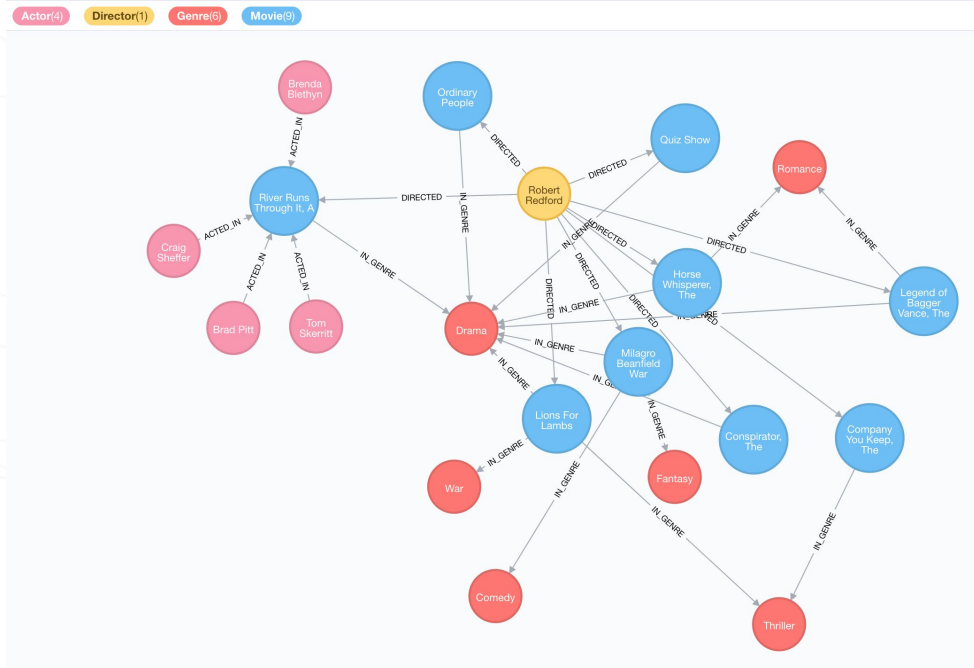 Actor(4) Director(1) Genre(6) Movie(9)
Brenda
Blethyn
Ordinary
People
Quiz Show
Romance
ACTED_IN
DIRECTED
DIRECTED
River Runs
Through It, A
DIRECTED
IN_GENRE
Robert
Redford
Craig
Sheffer
ACTED_IN
IN_GENRE
DIRECTED
IN_GENRE
DIRECTED
IN_GENRE
ACTED_IN
ACTED_IN
IN_GENRE
DIRECTED
DIRECTED
Horse
Whisperer,
The
Legend of
Bagger
Vance, The
Brad Pitt
Tom
Skerritt
Drama
IN_GENRE
DIRECTED
IN_GENRE
IN_GENRE
Milagro
Beanfield
War
IN_GENRE
Lions For
Lambs
IN_GENRE
Conspirator,
The
Company
You Keep,
The
War
IN_GENRE
IN_GENRE
Fantasy
IN_GENRE
IN_GENRE
Comedy
Thriller